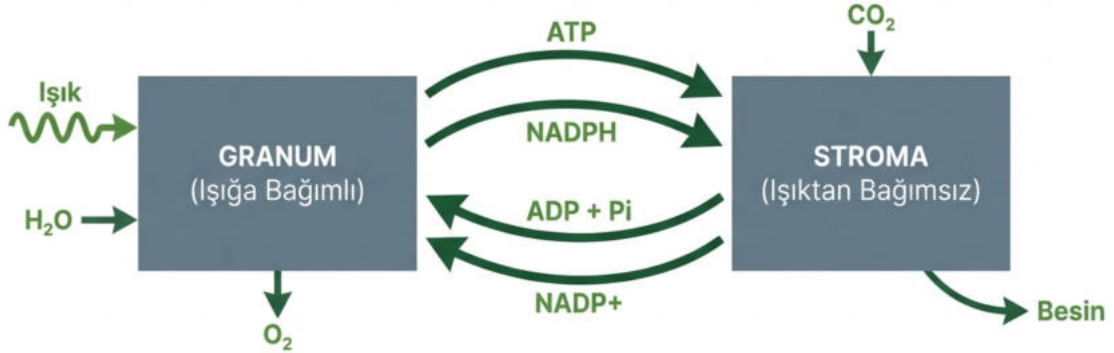 Işık
H₂O
GRANUM
(Işığa Bağımlı)
O₂
ATP
NADPH
ADP + Pi
NADP+
CO₂
STROMA
(Işıktan Bağımsız)
Besin